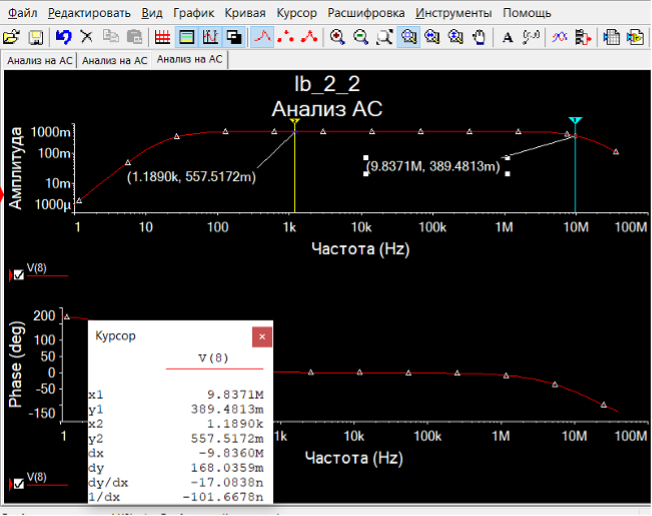 Файл Редактировать Вид График Кривая Курсор Расшифровка Инструменты Помощь
Анализ на AC Анализ на AC Анализ на AC
lb_2_2
Анализ AC
Амплитуда
1000m
100m
10m
1000µ
(1.1890k, 557.5172m)
(9.8371M, 389.4813m)
1 10 100 1k 10k 100k 1M 10M 100M
Частота (Hz)
V(8)
Phase (deg)
200
100
50
0
-50
-150
Курсор
V(8)
x1 9.8371M
y1 389.4813m
x2 1.1890k
y2 557.5172m
dx -9.8360M
dy 168.0359m
dy/dx -17.0838n
1/dx -101.6678n
1 1k 10k 100k 1M 10M 100M
Частота (Hz)
V(8)